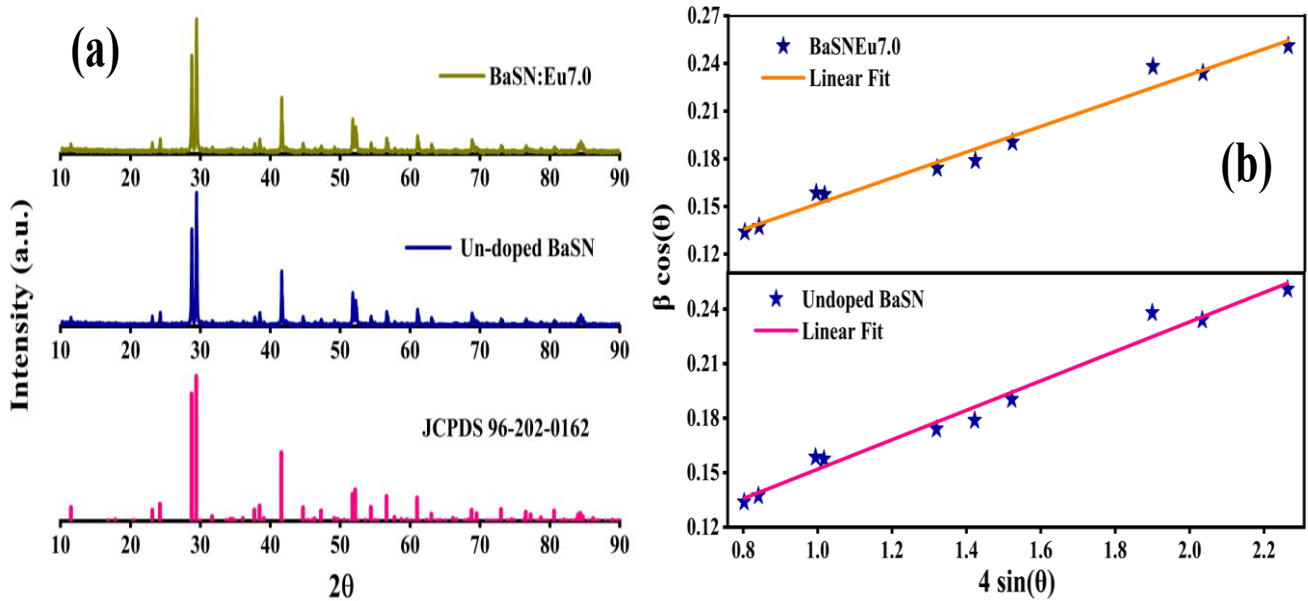 (a)
BaSN:Eu7.0
10 20 30 40 50 60 70 80 90
Un-doped BaSN
10 20 30 40 50 60 70 80 90
JCPDS 96-202-0162
10 20 30 40 50 60 70 80 90
2θ
Intensity (a.u.)
(b)
BaSNEu7.0
Linear Fit
0.27
0.24
0.21
0.18
0.15
0.12
Undoped BaSN
Linear Fit
0.24
0.21
0.18
0.15
0.12
0.8 1.0 1.2 1.4 1.6 1.8 2.0 2.2
4 sin(θ)
β cos(θ)